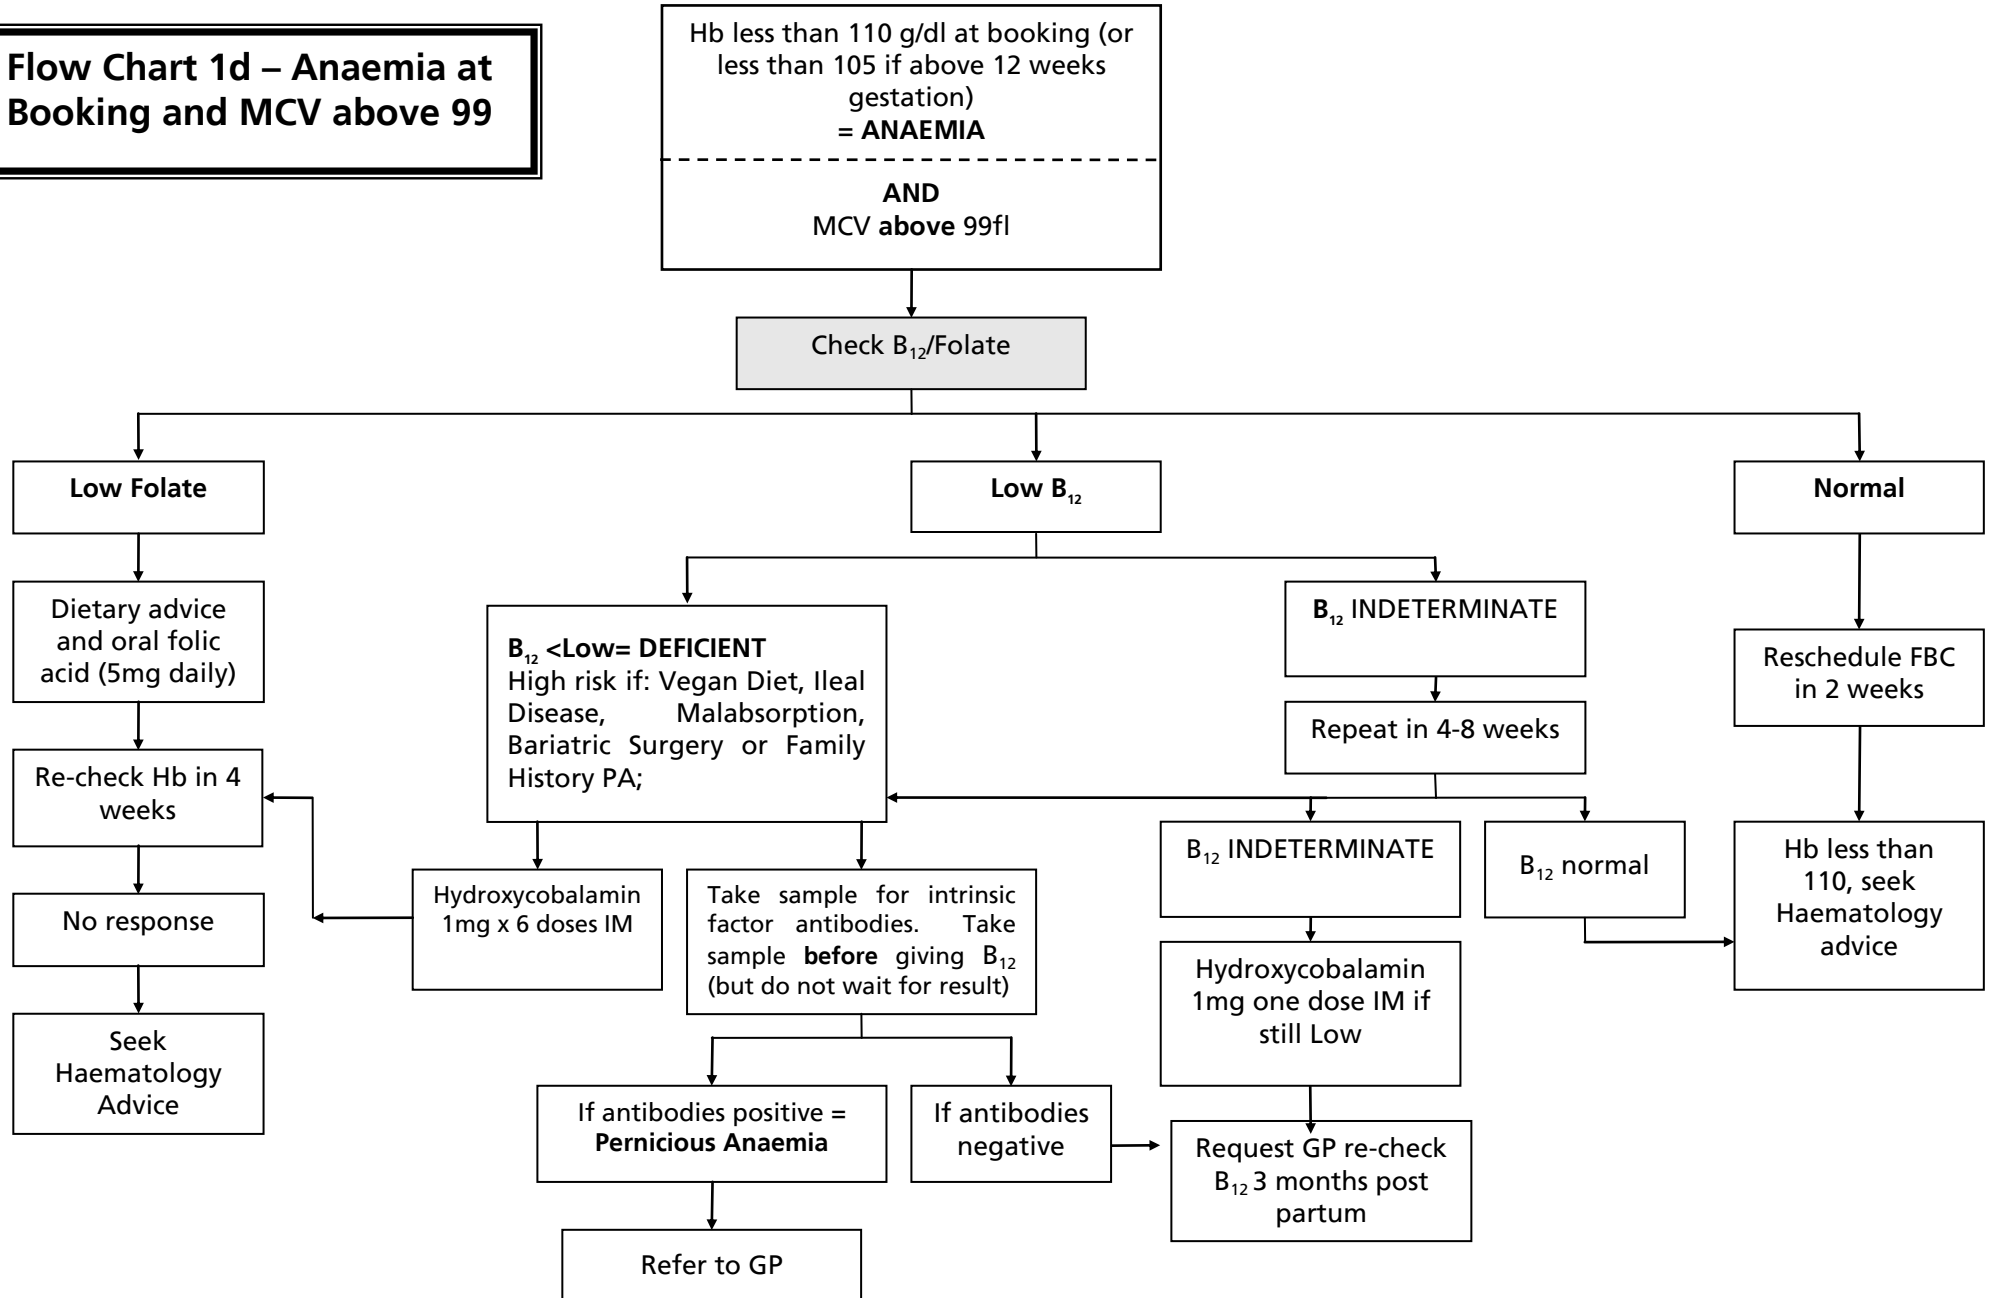 Flow Chart 1d – Anaemia at
Booking and MCV above 99
Hb less than 110 g/dl at booking (or
less than 105 if above 12 weeks
gestation)
= ANAEMIA
AND
MCV above 99fl
Check B₁₂/Folate
Low Folate
Low B₁₂
Normal
Dietary advice
and oral folic
acid (5mg daily)
B₁₂ <Low= DEFICIENT
High risk if: Vegan Diet, Ileal
Disease, Malabsorption,
Bariatric Surgery or Family
History PA;
B₁₂ INDETERMINATE
Reschedule FBC
in 2 weeks
Repeat in 4-8 weeks
Re-check Hb in 4
weeks
B₁₂ INDETERMINATE
B₁₂ normal
Hb less than
110, seek
Haematology
advice
No response
Hydroxycobalamin
1mg x 6 doses IM
Take sample for intrinsic
factor antibodies. Take
sample before giving B₁₂
(but do not wait for result)
Hydroxycobalamin
1mg one dose IM if
still Low
Seek
Haematology
Advice
If antibodies positive =
Pernicious Anaemia
If antibodies
negative
Request GP re-check
B₁₂ 3 months post
partum
Refer to GP